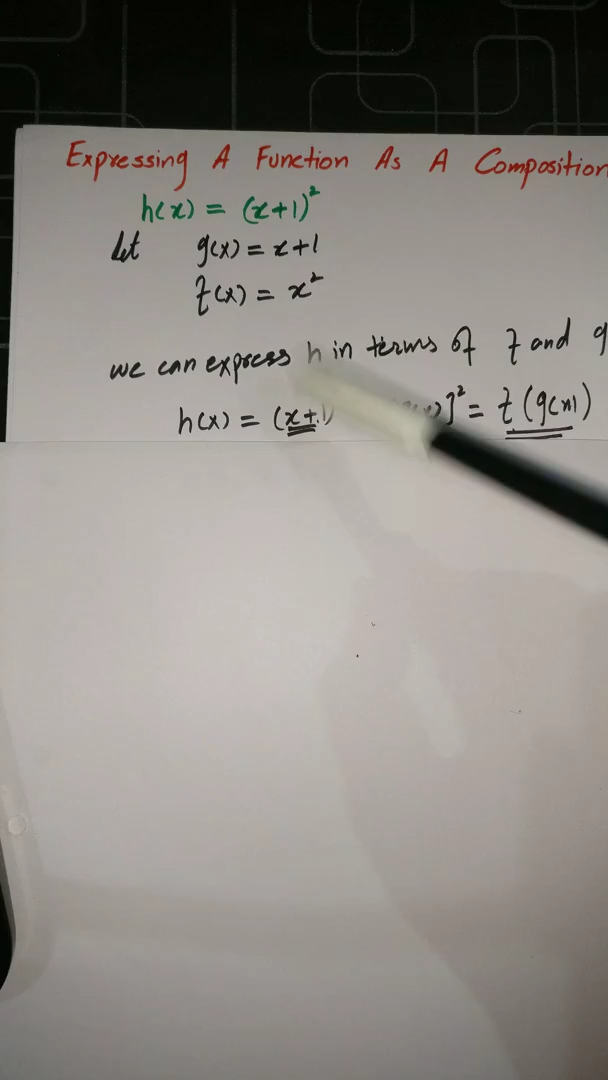 Expressing A Function As A Composition
h(x) = (x+1)²
Let g(x) = x+1
f(x) = x²
we can express h in terms of f and g
h(x) = (x+1) ]² = f(g(x))